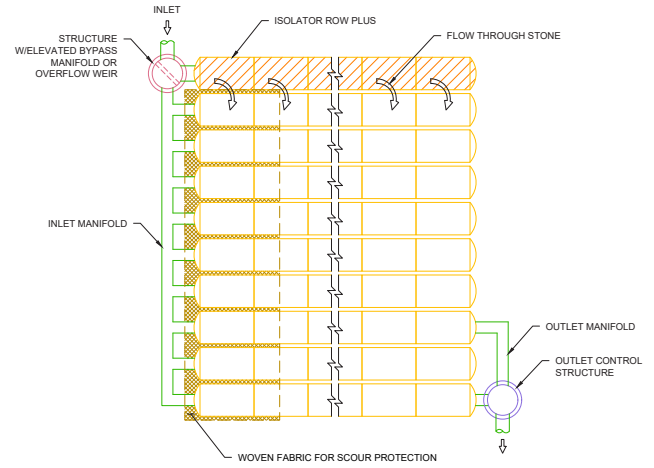 INLET
STRUCTURE
W/ELEVATED BYPASS
MANIFOLD OR
OVERFLOW WEIR
ISOLATOR ROW PLUS
FLOW THROUGH STONE
INLET MANIFOLD
OUTLET MANIFOLD
OUTLET CONTROL
STRUCTURE
WOVEN FABRIC FOR SCOUR PROTECTION